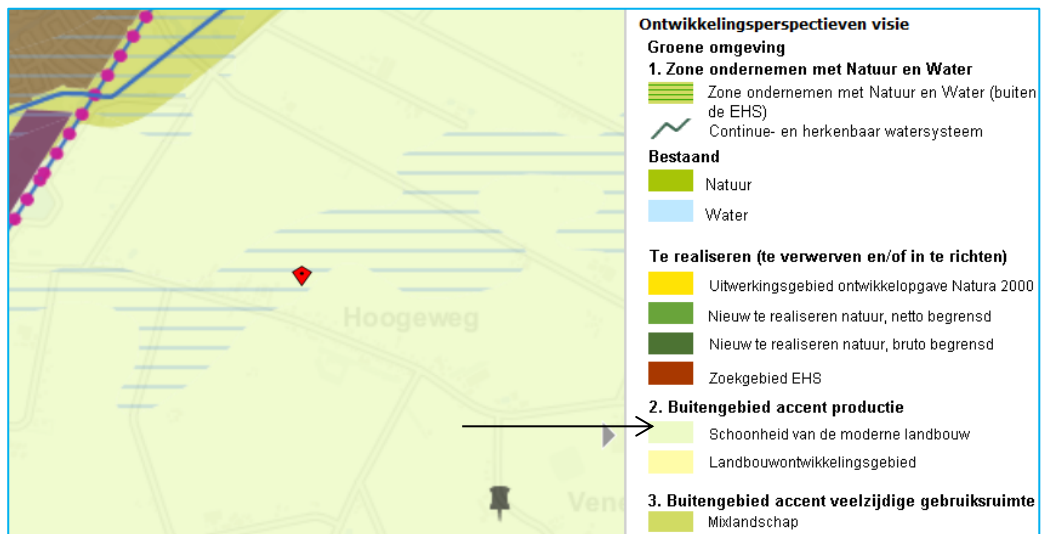 Ontwikkelingsperspectieven visie
Groene omgeving
1. Zone ondernemen met Natuur en Water
Zone ondernemen met Natuur en Water (buiten
de EHS)
Continue- en herkenbaar watersysteem
Bestaand
Natuur
Water
Te realiseren (te verwerven en/of in te richten)
Uitwerkingsgebied ontwikkelopgave Natura 2000
Nieuw te realiseren natuur, netto begrensd
Nieuw te realiseren natuur, bruto begrensd
Zoekgebied EHS
2. Buitengebied accent productie
Schoonheid van de moderne landbouw
Landbouwontwikkelingsgebied
3. Buitengebied accent veelzijdige gebruiksruimte
Mixlandschap
Hoogeweg
Vene